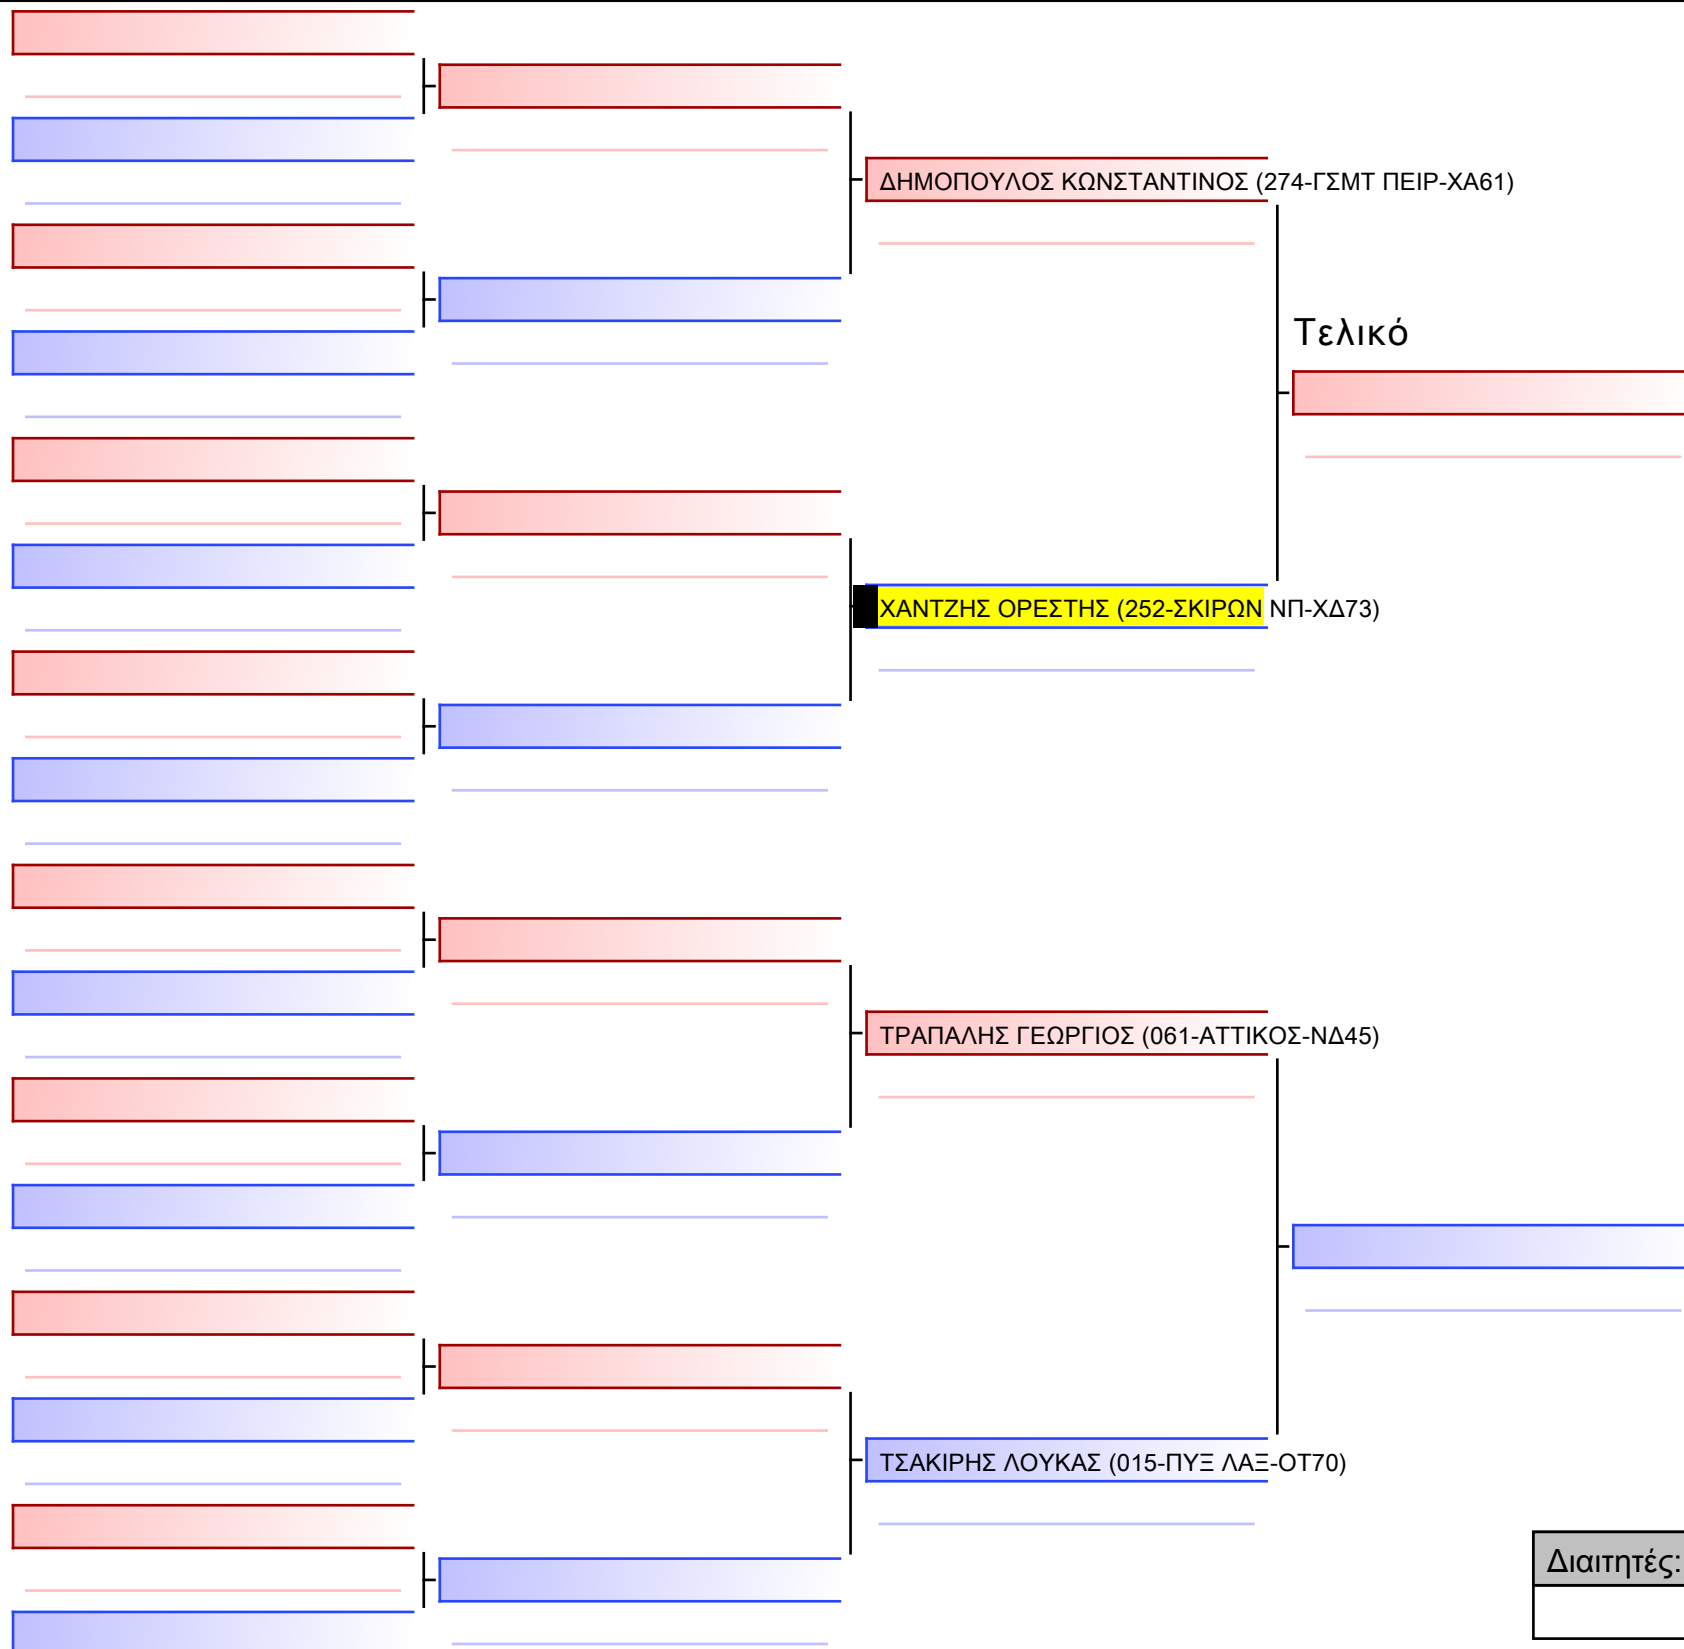 ΔΗΜΟΠΟΥΛΟΣ ΚΩΝΣΤΑΝΤΙΝΟΣ (274-ΓΣΜΤ ΠΕΙΡ-ΧΑ61)
Τελικό
ΧΑΝΤΖΗΣ ΟΡΕΣΤΗΣ (252-ΣΚΙΡΩΝ ΝΠ-ΧΔ73)
ΤΡΑΠΑΛΗΣ ΓΕΩΡΓΙΟΣ (061-ΑΤΤΙΚΟΣ-ΝΔ45)
ΤΣΑΚΙΡΗΣ ΛΟΥΚΑΣ (015-ΠΥΞ ΛΑΞ-ΟΤ70)
Διαιτητές: